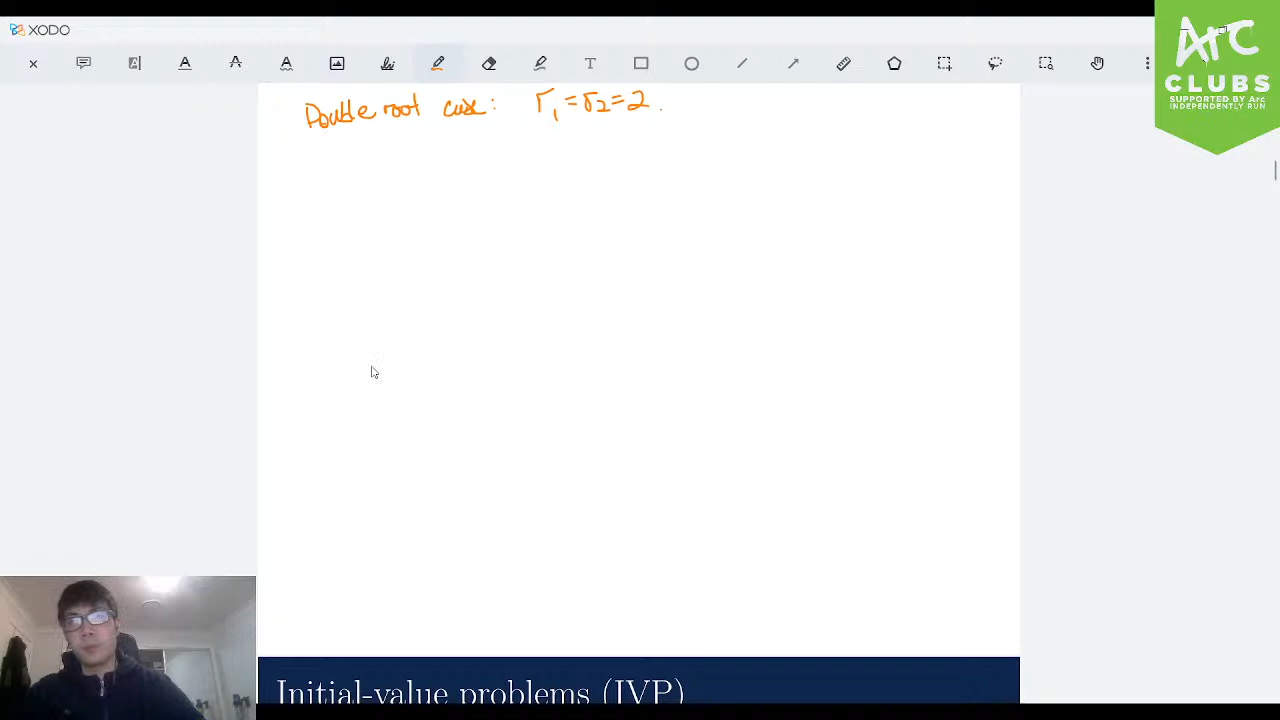 XODO
Arc
CLUBS
SUPPORTED BY Arc
INDEPENDENTLY RUN
Double root case: r₁=r₂=2.
Initial-value problems (IVP)